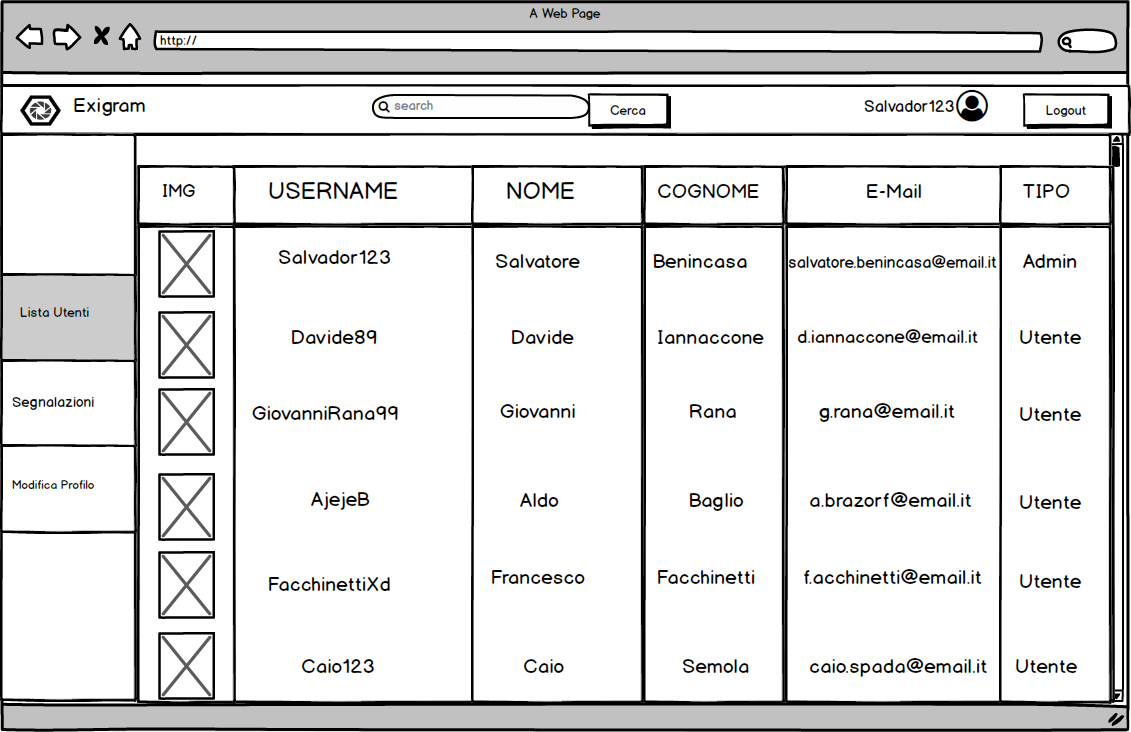 A Web Page
http://
Exigram
search
Cerca
Salvador123
Logout
IMG USERNAME NOME COGNOME E-Mail TIPO
Salvador123 Salvatore Benincasa salvatore.benincasa@email.it Admin
Lista Utenti
Davide89 Davide Iannaccone d.iannaccone@email.it Utente
Segnalazioni
GiovanniRana99 Giovanni Rana g.rana@email.it Utente
Modifica Profilo
AjejeB Aldo Baglio a.brazorf@email.it Utente
FacchinettiXd Francesco Facchinetti f.acchinetti@email.it Utente
Caio123 Caio Semola caio.spada@email.it Utente